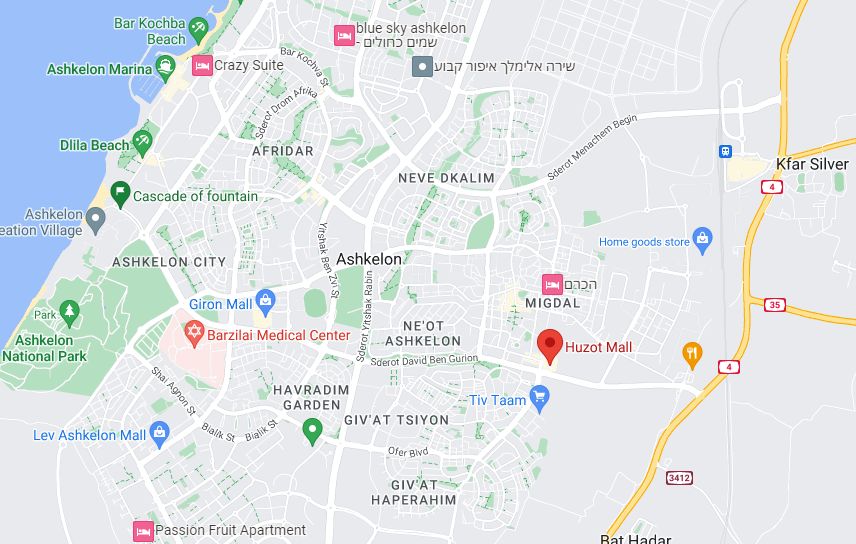 Bar Kochba
Beach
blue sky ashkelon
- שמים כחולים
Ashkelon Marina
Crazy Suite
Bar Kochva St
שירה אלימלך איפור קבוע
Sderot Drom Afrika
Sderot Menachem Begin
Dlila Beach
AFRIDAR
Kfar Silver
NEVE DKALIM
4
Cascade of fountain
Ashkelon
eation Village
Yitshak Ben Zvi St
Home goods store
ASHKELON CITY
Ashkelon
הכרם
Giron Mall
MIGDAL
35
Park
Ashkelon
National Park
Sderot Yitshak Rabin
NE'OT
ASHKELON
Barzilai Medical Center
Huzot Mall
Sderot David Ben Gurion
4
Shai Agnon St
HAVRADIM
GARDEN
Tiv Taam
GIV'AT TSIYON
Bialik St
Bialik St
Lev Ashkelon Mall
Ofer Blvd
3412
GIV'AT
HAPERAHIM
Passion Fruit Apartment
Bat Hadar